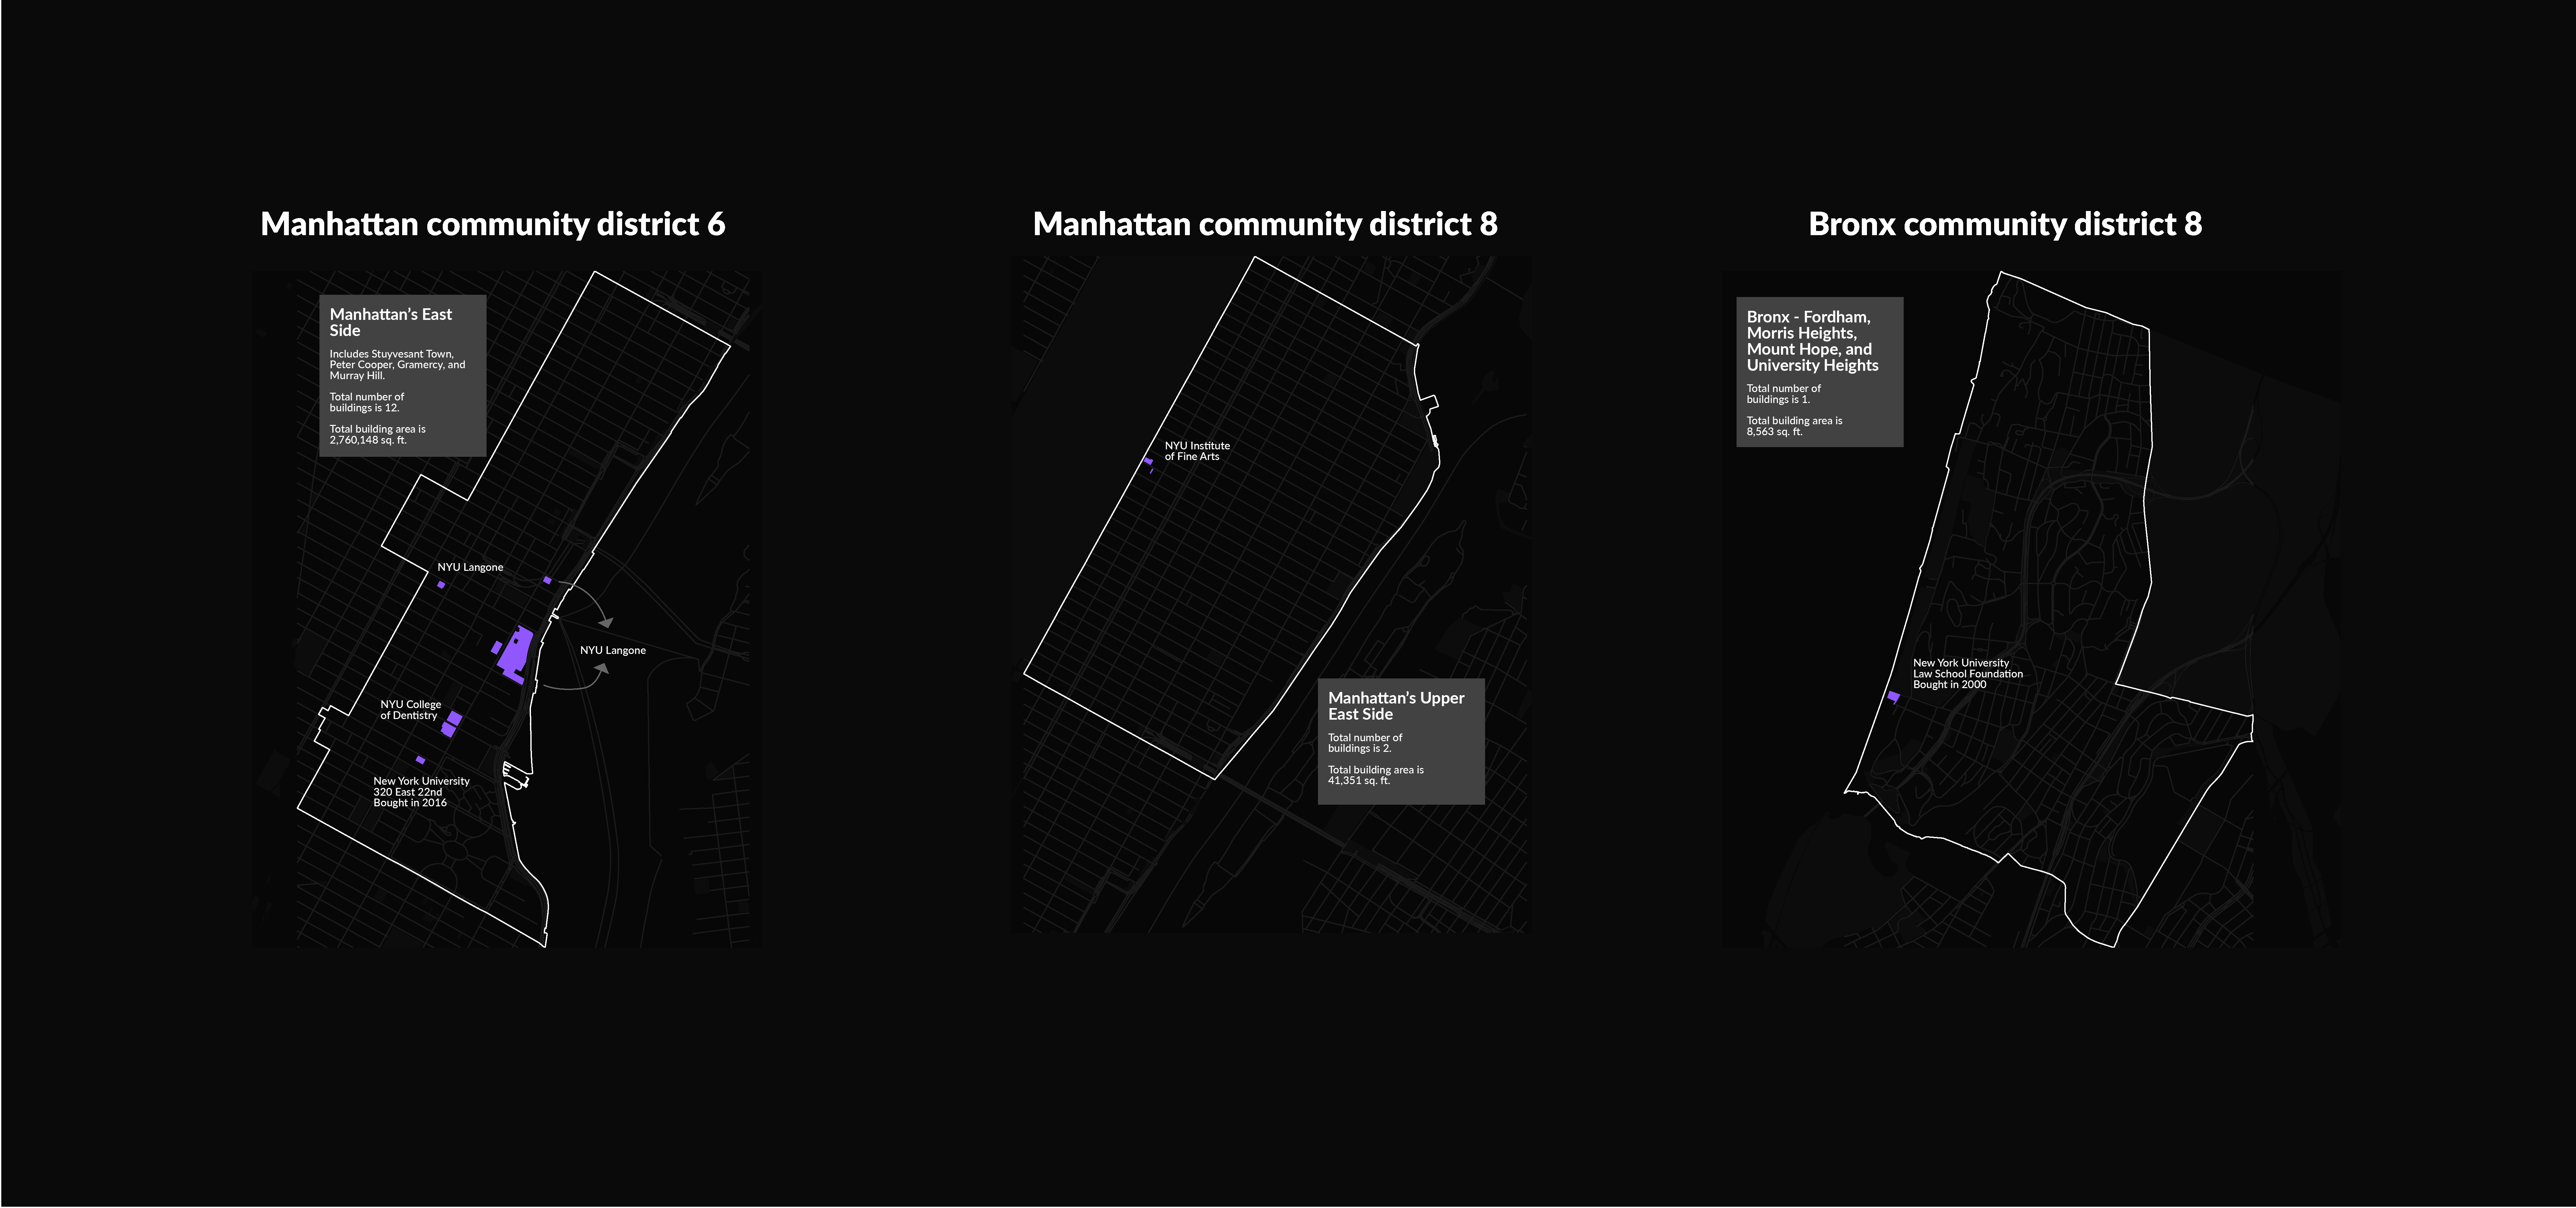 Manhattan community district 6
Manhattan's East
Side
Includes Stuyvesant Town,
Peter Cooper, Gramercy, and
Murray Hill.
Total number of
buildings is 12.
Total building area is
2,760,148 sq. ft.
NYU Langone
NYU Langone
NYU College
of Dentistry
New York University
320 East 22nd
Bought in 2016
Manhattan community district 8
NYU Institute
of Fine Arts
Manhattan's Upper
East Side
Total number of
buildings is 2.
Total building area is
41,351 sq. ft.
Bronx community district 8
Bronx - Fordham,
Morris Heights,
Mount Hope, and
University Heights
Total number of
buildings is 1.
Total building area is
8,563 sq. ft.
New York University
Law School Foundation
Bought in 2000